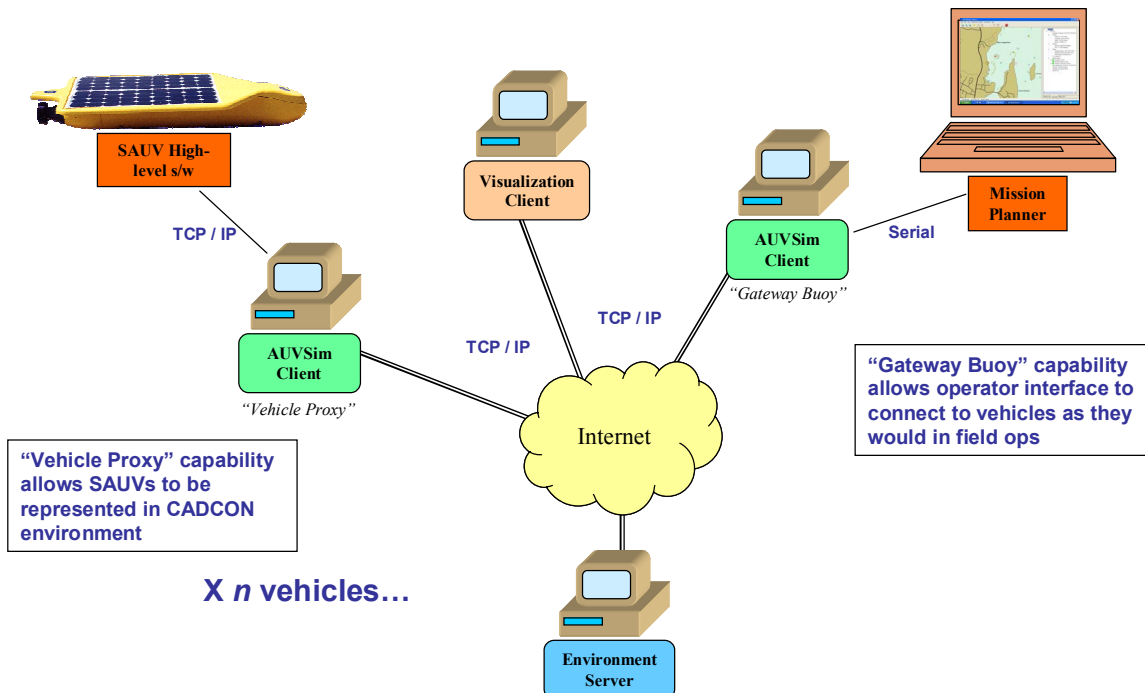 SAUV High-
level s/w
TCP / IP
Visualization
Client
AUVSim
Client
“Gateway Buoy”
Serial
Mission
Planner
AUVSim
Client
“Vehicle Proxy”
TCP / IP
TCP / IP
Internet
“Gateway Buoy” capability
allows operator interface to
connect to vehicles as they
would in field ops
“Vehicle Proxy” capability
allows SAUVs to be
represented in CADCON
environment
X n vehicles…
Environment
Server